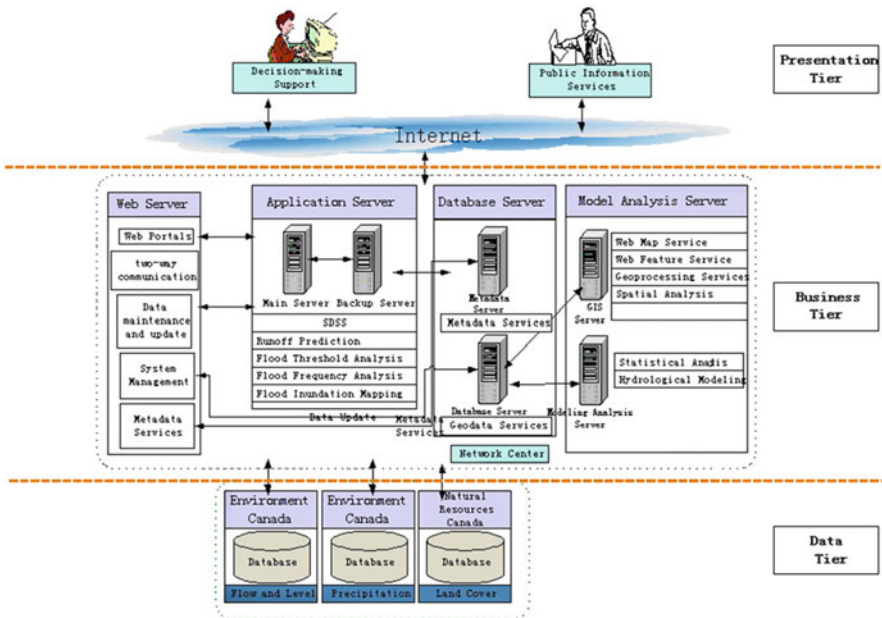 Decision-making
Support
Public Information
Services
Presentation
Tier
Internet
Web Server
Web Portals
two-way
communication
Data
maintenance
and update
System
Management
Metadata
Services
Application Server
Main Server
Backup Server
SDSS
Runoff Prediction
Flood Threshold Analysis
Flood Frequency Analysis
Flood Inundation Mapping
Data Update
Metadata
Services
Database Server
Metadata
Server
Metadata Services
Database Server
Geodata Services
Network Center
Model Analysis Server
Web Map Service
Web Feature Service
Geoprocessing Services
Spatial Analysis
GIS
Server
Statistical
Hydrological Modeling
Modeling Analysis
Server
Business
Tier
Environment
Canada
Database
Flow and Level
Environment
Canada
Database
Precipitation
Natural
Resources
Canada
Database
Land Cover
Data
Tier